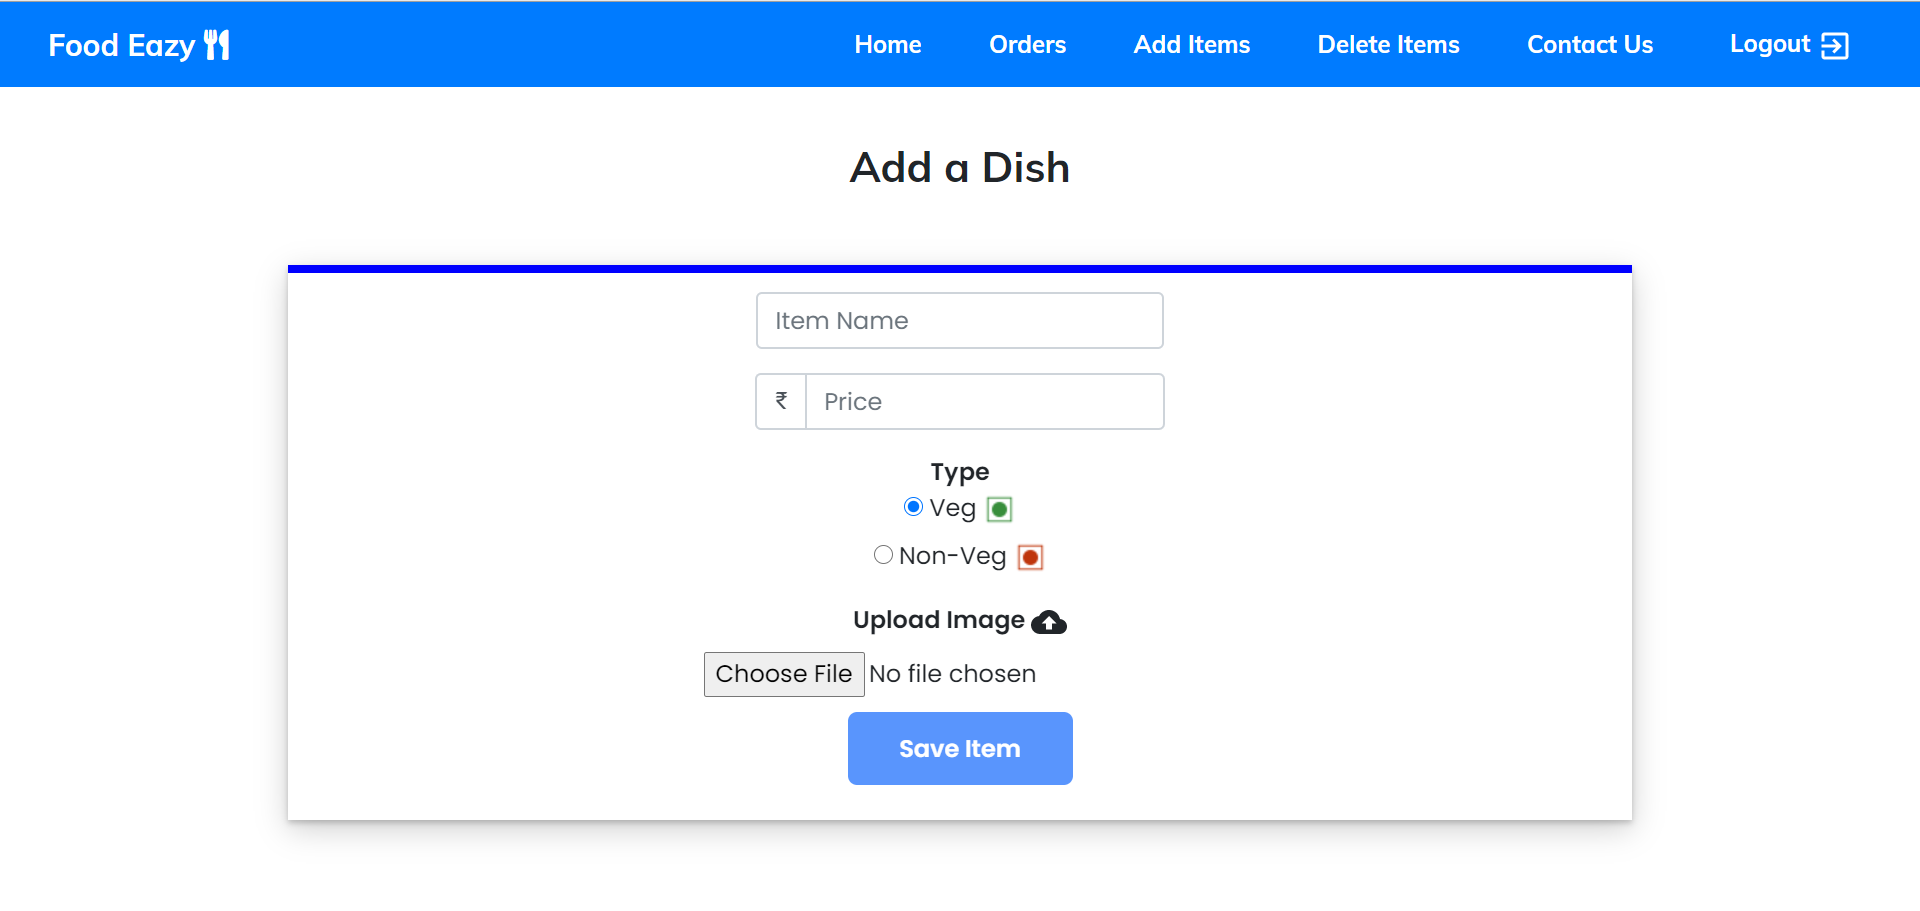 Food Eazy
Home Orders Add Items Delete Items Contact Us Logout
Add a Dish
Item Name
₹ Price
Type
Veg
Non-Veg
Upload Image
Choose File No file chosen
Save Item